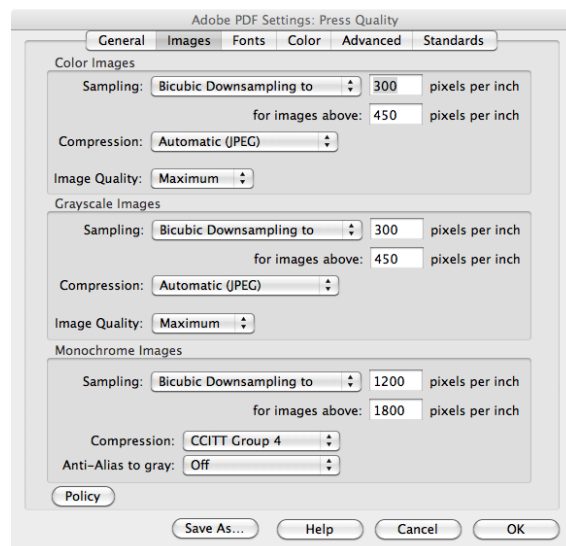 Adobe PDF Settings: Press Quality
General Images Fonts Color Advanced Standards
Color Images
Sampling: Bicubic Downsampling to 300 pixels per inch
for images above: 450 pixels per inch
Compression: Automatic (JPEG)
Image Quality: Maximum
Grayscale Images
Sampling: Bicubic Downsampling to 300 pixels per inch
for images above: 450 pixels per inch
Compression: Automatic (JPEG)
Image Quality: Maximum
Monochrome Images
Sampling: Bicubic Downsampling to 1200 pixels per inch
for images above: 1800 pixels per inch
Compression: CCITT Group 4
Anti-Alias to gray: Off
Policy
Save As... Help Cancel OK